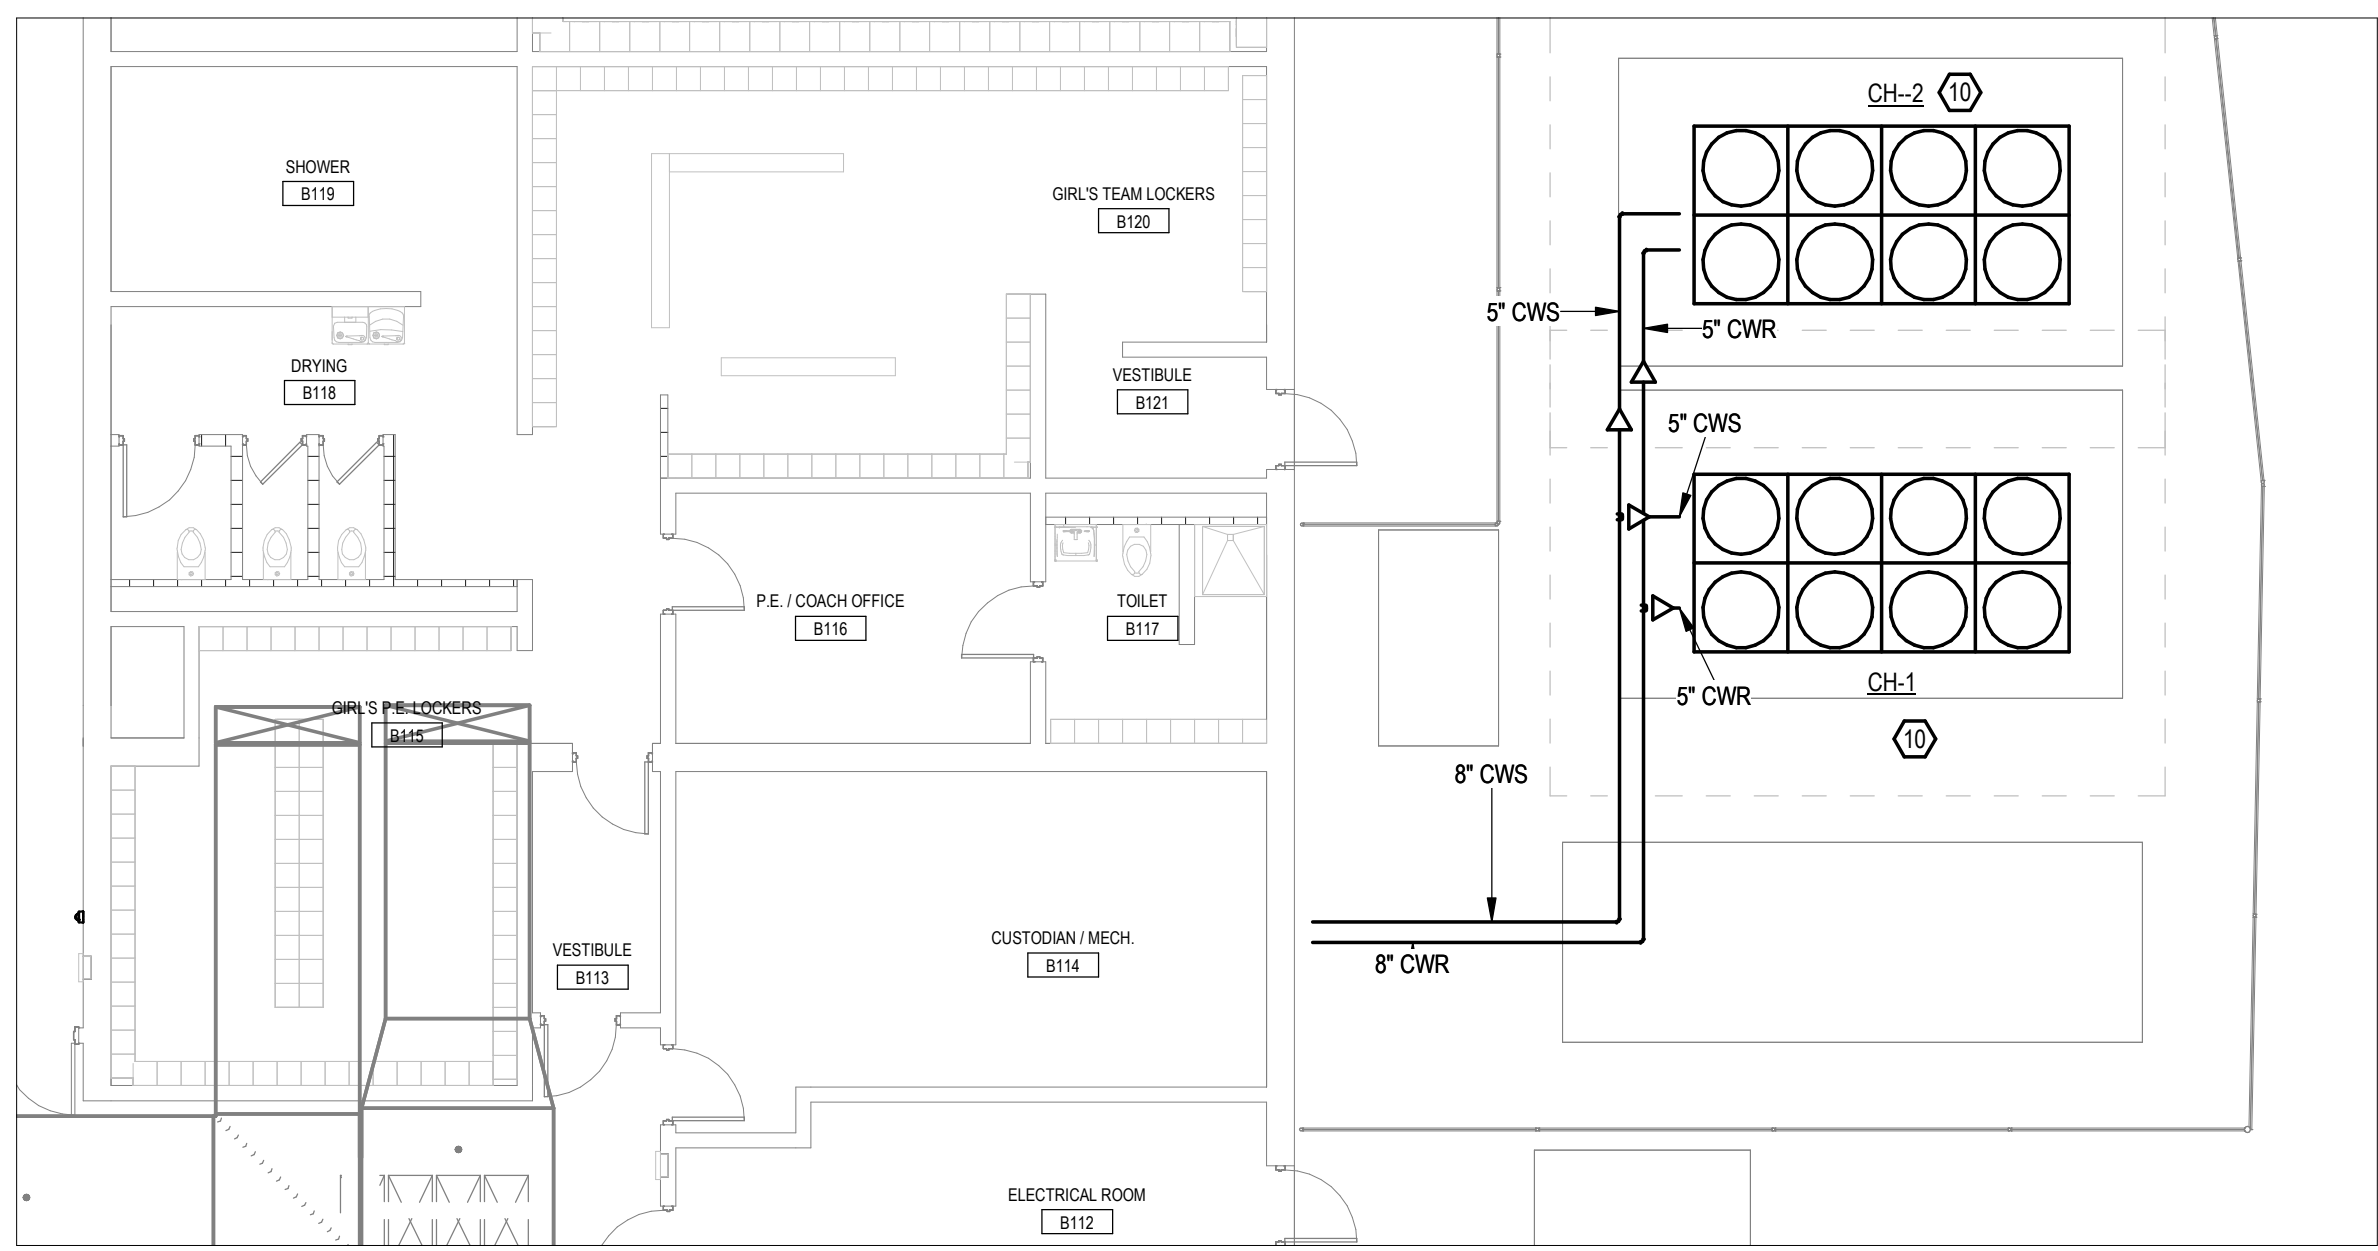 CH--2
10
SHOWER
B119
GIRL'S TEAM LOCKERS
B120
5" CWS
5" CWR
DRYING
B118
VESTIBULE
B121
5" CWS
P.E. / COACH OFFICE
B116
TOILET
B117
CH-1
5" CWR
GIRL'S P.E. LOCKERS
B115
10
8" CWS
CUSTODIAN / MECH.
B114
VESTIBULE
B113
8" CWR
ELECTRICAL ROOM
B112